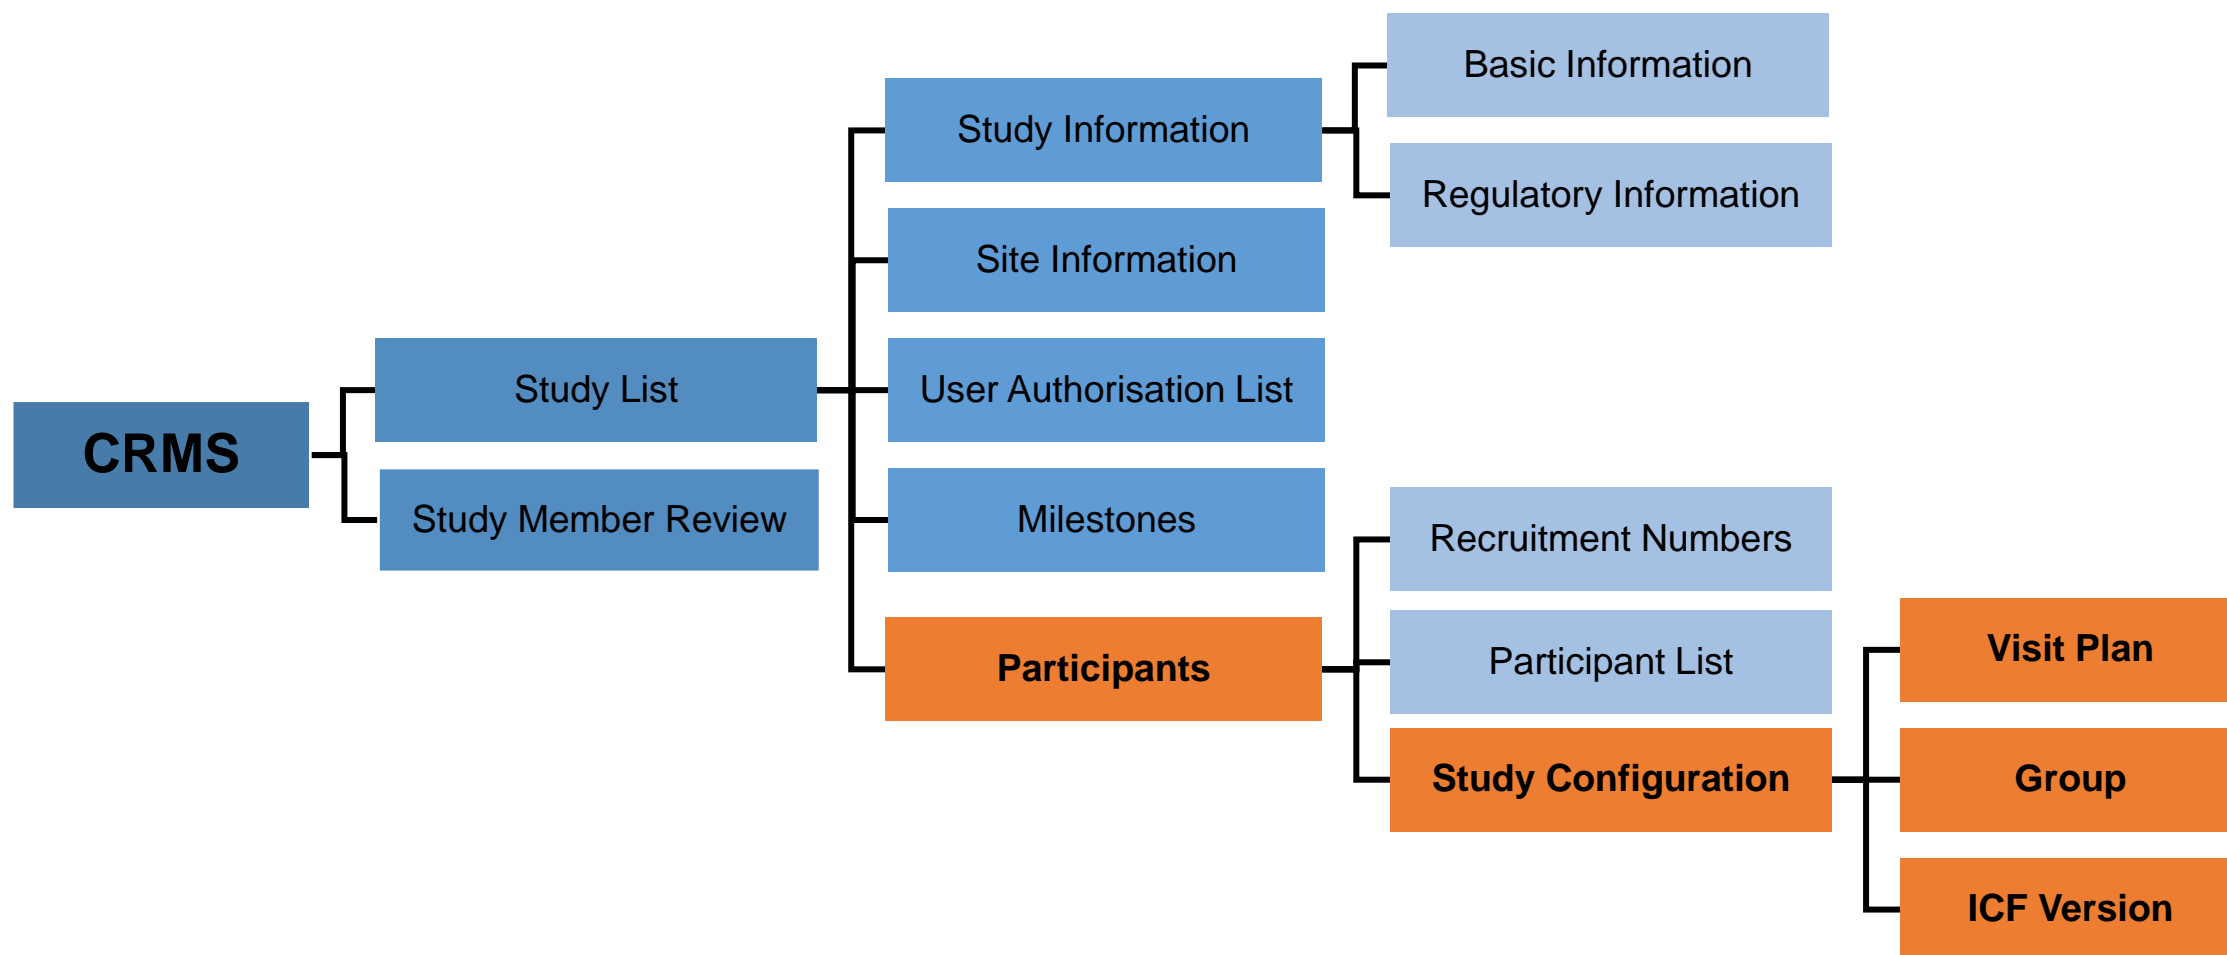 CRMS
Study List
Study Member Review
Study Information
Site Information
User Authorisation List
Milestones
Participants
Basic Information
Regulatory Information
Recruitment Numbers
Participant List
Study Configuration
Visit Plan
Group
ICF Version